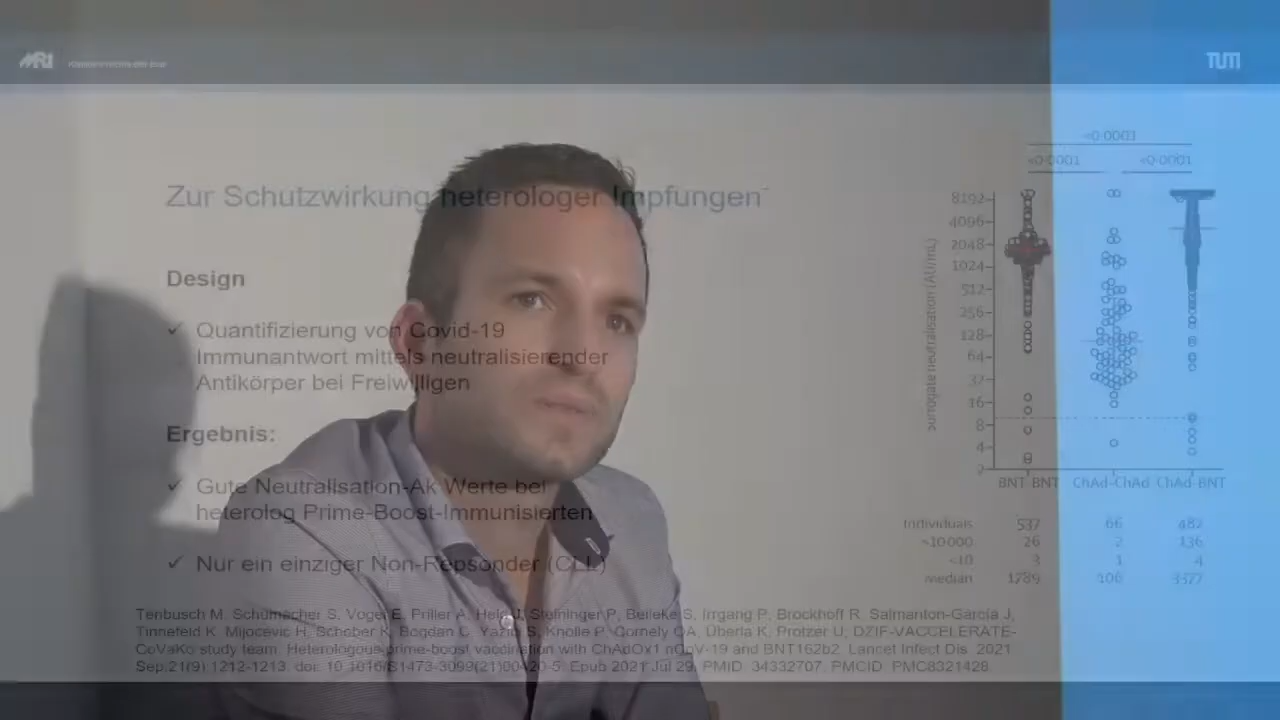 MRI
TUM
Zur Schutzwirkung heterologer Impfungen
Design
✓ Quantifizierung von Covid-19
Immunantwort mittels neutralisierender
Antikörper bei Freiwilligen
Ergebnis:
✓ Gute Neutralisation-Ak Werte bei
heterolog Prime-Boost-Immunisierten
✓ Nur ein einziger Non-Repsonder (CLL)
<0·0001
<0·0001 <0·0001
surrogate neutralisation (AU/mL)
8192
4096
2048
1024
512
256
128
64
32
16
8
4
2
BNT-BNT ChAd-ChAd ChAd-BNT
Individuals 537 66 482
>10000 26 2 136
<10 3 1 4
median 1789 106 3377
Tenbusch M, Schumacher S, Vogel E, Priller A, Held J, Steininger P, Beileke S, Irrgang P, Brockhoff R, Salmanton-García J,
Tinnefeld K, Mijocevic H, Schober K, Bogdan C, Yazici S, Knolle P, Cornely OA, Überla K, Protzer U; DZIF-VACCELERATE-
CoVaKo study team. Heterologous prime-boost vaccination with ChAdOx1 nCoV-19 and BNT162b2. Lancet Infect Dis. 2021
Sep;21(9):1212-1213. doi: 10.1016/S1473-3099(21)00420-5. Epub 2021 Jul 29. PMID: 34332707; PMCID: PMC8321428.